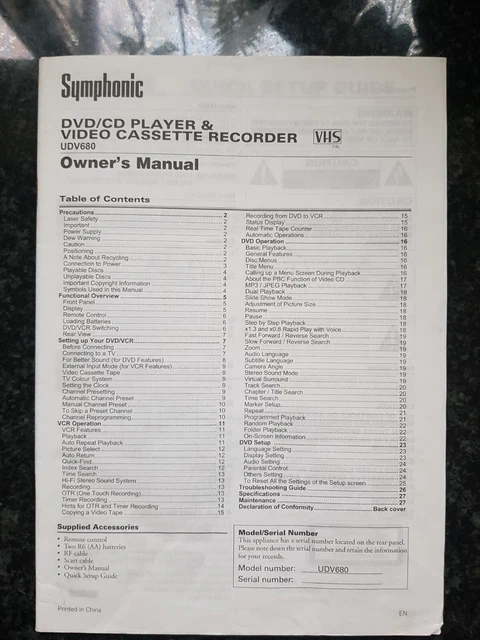 Symphonic
DVD/CD PLAYER &
VIDEO CASSETTE RECORDER
VHS
PAL
UDV680
Owner's Manual
Table of Contents
Precautions 2
Laser Safety 2
Important 2
Power Supply 2
Dew Warning 2
Caution 2
Positioning 2
A Note About Recycling 2
Connection to Power 3
Playable Discs 4
Unplayable Discs 4
Important Copyright Information 4
Symbols Used in this Manual 4
Functional Overview 5
Front Panel 5
Display 5
Remote Control 6
Loading Batteries 6
DVD/VCR Switching 6
Rear View 7
Setting up Your DVD/VCR 7
Before Connecting 7
Connecting to a TV 7
For Better Sound (for DVD Features) 8
External Input Mode (for VCR Features) 8
Video Cassette Tape 9
TV Colour System 9
Setting the Clock 9
Channel Presetting 9
Automatic Channel Preset 9
Manual Channel Preset 10
To Skip a Preset Channel 10
Channel Reprogramming 10
VCR Operation 11
VCR Features 11
Playback 11
Auto Repeat Playback 11
Picture Select 12
Auto Return 12
Quick-Find 12
Index Search 12
Time Search 13
Hi-Fi Stereo Sound System 13
Recording 13
OTR (One Touch Recording) 13
Timer Recording 13
Hints for OTR and Timer Recording 14
Copying a Video Tape 15
Recording from DVD to VCR 15
Status Display 15
Real Time Tape Counter 16
Automatic Operations 16
DVD Operation 16
Basic Playback 16
General Features 16
Disc Menus 16
Title Menu 16
Calling up a Menu Screen During Playback 16
About the PBC Function of Video CD 17
MP3 / JPEG Playback 17
Dual Playback 18
Slide Show Mode 18
Adjustment of Picture Size 18
Resume 18
Pause 18
Step by Step Playback 18
x1.3 and x0.8 Rapid Play with Voice 18
Fast Forward / Reverse Search 19
Slow Forward / Reverse Search 19
Zoom 19
Audio Language 19
Subtitle Language 19
Camera Angle 19
Stereo Sound Mode 19
Virtual Surround 19
Track Search 20
Chapter / Title Search 20
Time Search 20
Marker Setup 20
Repeat 21
Programmed Playback 21
Random Playback 22
Folder Playback 22
On-Screen Information 22
DVD Setup 23
Language Setting 23
Display Setting 23
Audio Setting 24
Parental Control 24
Others Setting 24
To Reset All the Settings of the Setup screen 25
Troubleshooting Guide 26
Specifications 27
Maintenance 27
Declaration of Conformity Back cover
Supplied Accessories
• Remote control
• Two R6 (AA) batteries
• RF cable
• Scart cable
• Owner's Manual
• Quick Setup Guide
Model/Serial Number
This appliance has a serial number located on the rear panel.
Please note down the serial number and retain the information
for your records.
Model number: UDV680
Serial number:
Printed in China
EN